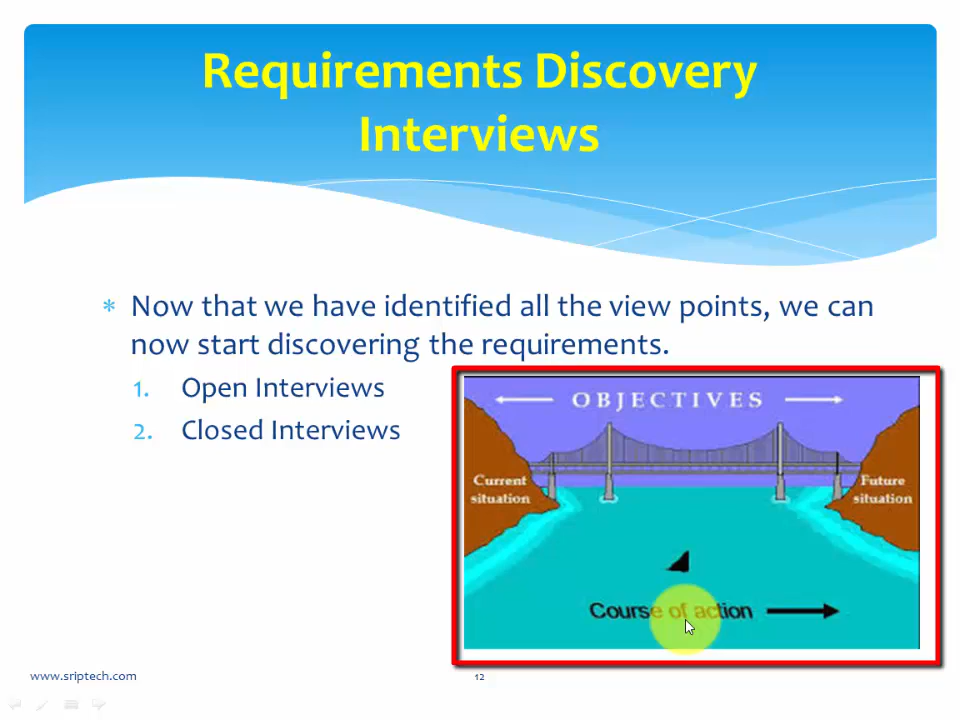 Requirements Discovery
Interviews
* Now that we have identified all the view points, we can
now start discovering the requirements.
1. Open Interviews
2. Closed Interviews
OBJECTIVES
Current
situation
Future
situation
Course of action
www.sriptech.com
12